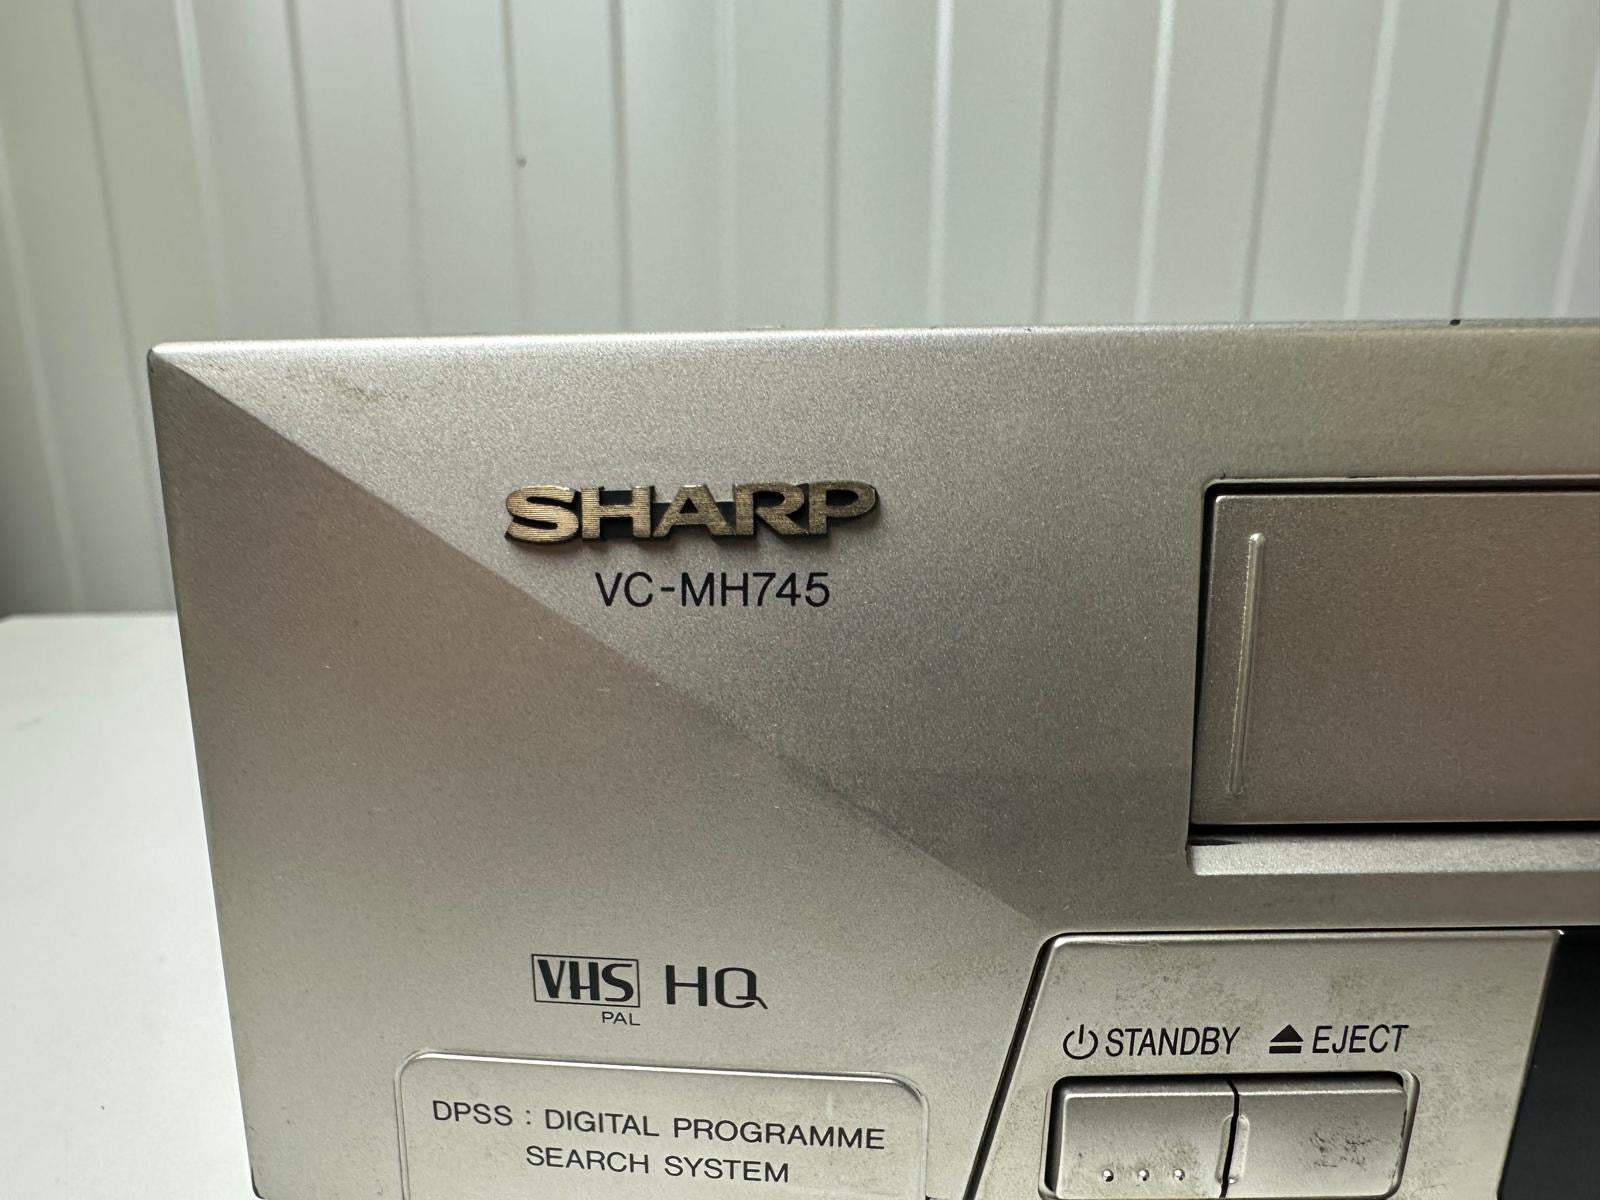 SHARP
VC-MH745
VHS HQ
PAL
STANDBY EJECT
DPSS : DIGITAL PROGRAMME
SEARCH SYSTEM